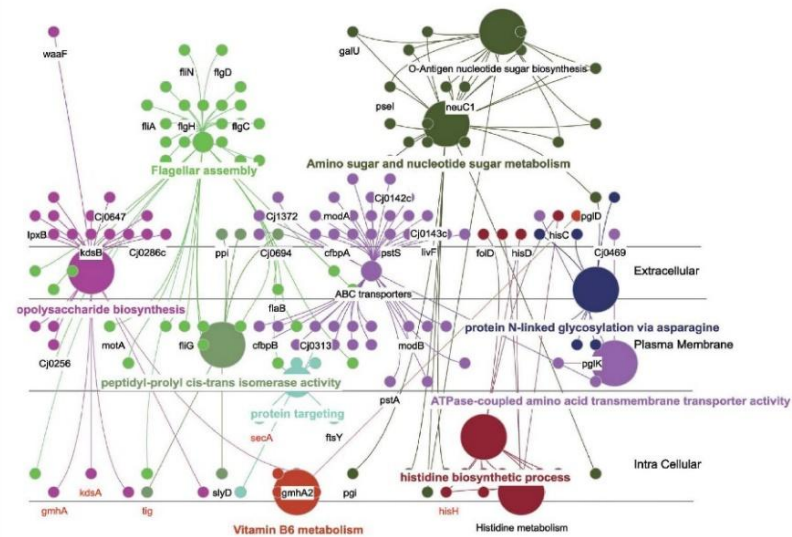 waaF
galU
fliN
flgD
O-Antigen nucleotide sugar biosynthesis
pseI
neuC1
fliA
flgH
flgC
Flagellar assembly
Amino sugar and nucleotide sugar metabolism
Cj0647
Cj1372
modA
Cj0142c
pglD
lpxB
Cj0143c
hisC
kdsB
Cj0286c
ppi
Cj0694
cfbpA
pstS
livF
folD
hisD
Cj0469
Extracellular
ABC transporters
opolysaccharide biosynthesis
flaB
protein N-linked glycosylation via asparagine
motA
fliG
cfbpB
Cj0313
modB
Plasma Membrane
Cj0256
pglK
peptidyl-prolyl cis-trans isomerase activity
pstA
ATPase-coupled amino acid transmembrane transporter activity
protein targeting
secA
ftsY
Intra Cellular
histidine biosynthetic process
kdsA
slyD
gmhA2
pgi
gmhA
tig
hisH
Vitamin B6 metabolism
Histidine metabolism